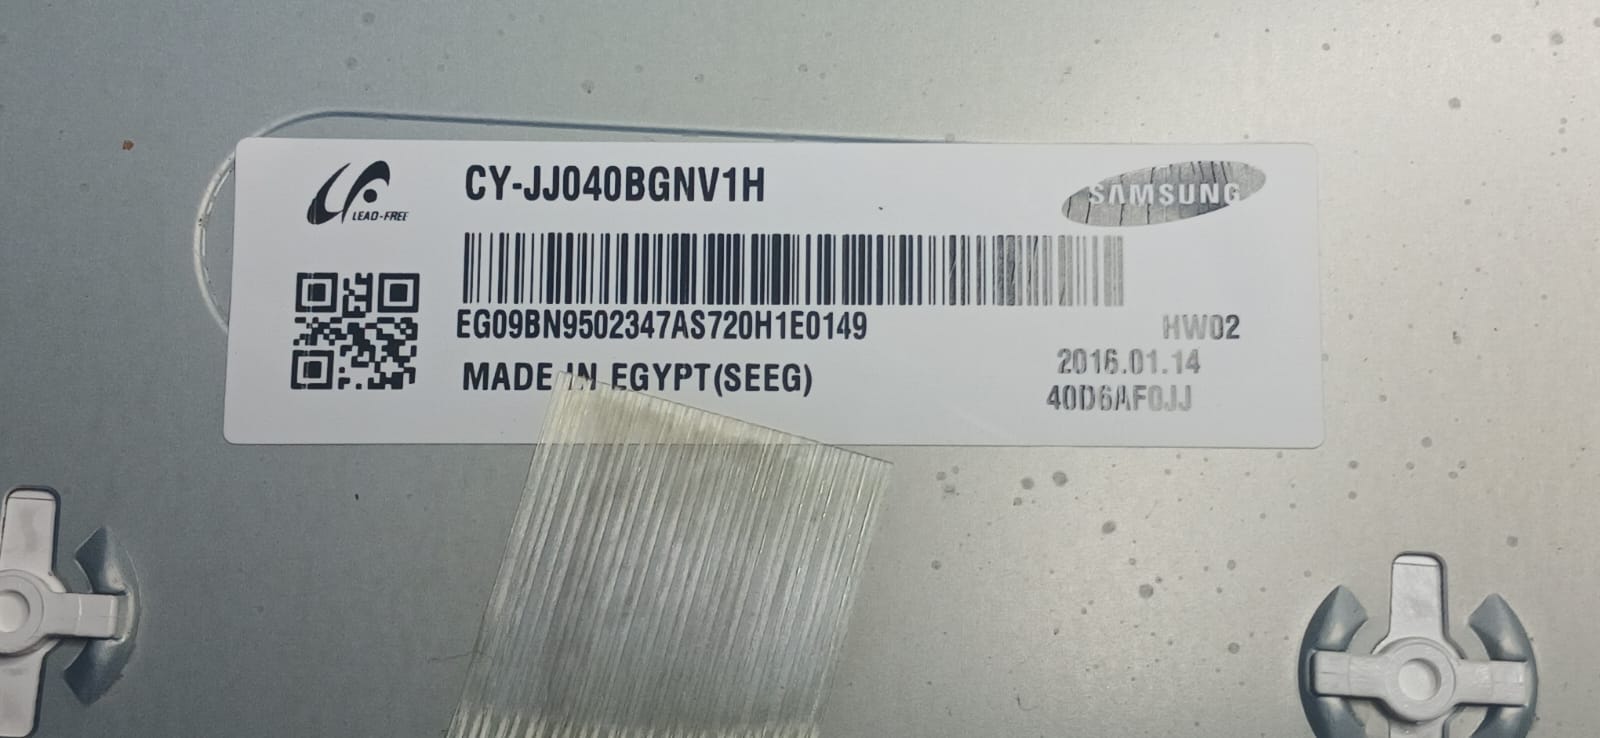 LEAD-FREE
CY-JJ040BGNV1H
SAMSUNG
EG09BN9502347AS720H1E0149
HW02
MADE IN EGYPT(SEEG)
2016.01.14
40D6AF0JJ